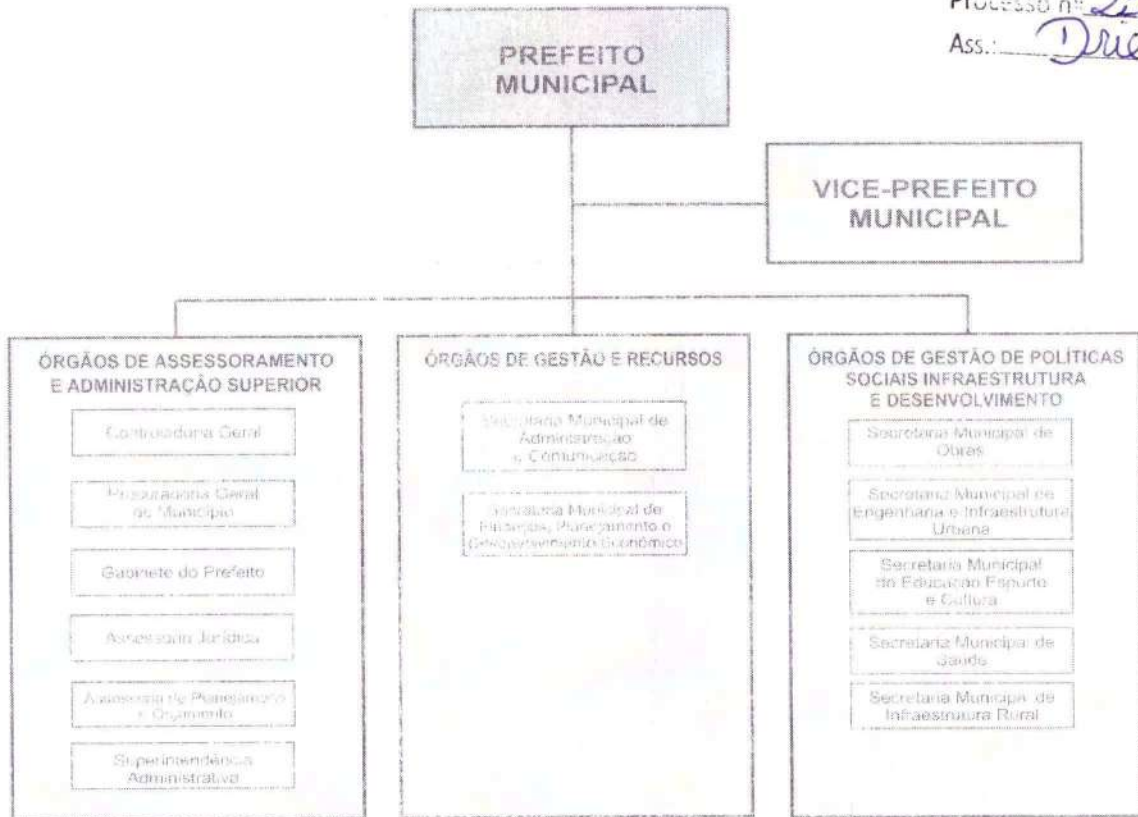 Processo nº
Ass.:
PREFEITO
MUNICIPAL
VICE-PREFEITO
MUNICIPAL
ÓRGÃOS DE ASSESSORAMENTO
E ADMINISTRAÇÃO SUPERIOR
Controladoria Geral
Procuradoria Geral
do Município
Gabinete do Prefeito
Assessoria Jurídica
Assessoria de Planejamento
e Orçamento
Superintendência
Administrativa
ÓRGÃOS DE GESTÃO E RECURSOS
Secretaria Municipal de
Administração
e Comunicação
Secretaria Municipal de
Finanças, Planejamento e
Desenvolvimento Econômico
ÓRGÃOS DE GESTÃO DE POLÍTICAS
SOCIAIS INFRAESTRUTURA
E DESENVOLVIMENTO
Secretaria Municipal de
Obras
Secretaria Municipal de
Engenharia e Infraestrutura
Urbana
Secretaria Municipal
de Educação Esporte
e Cultura
Secretaria Municipal de
Saúde
Secretaria Municipal de
Infraestrutura Rural